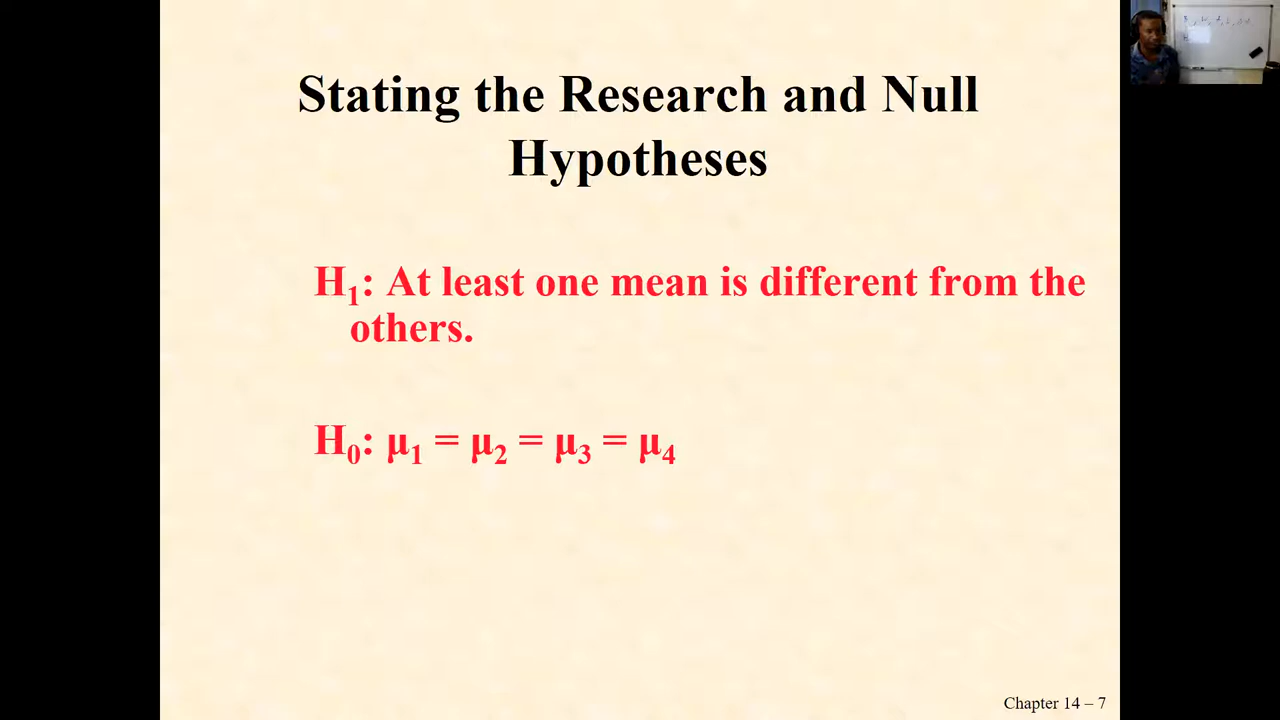 Stating the Research and Null
Hypotheses
H₁: At least one mean is different from the
others.
H₀: μ₁ = μ₂ = μ₃ = μ₄
Chapter 14 – 7